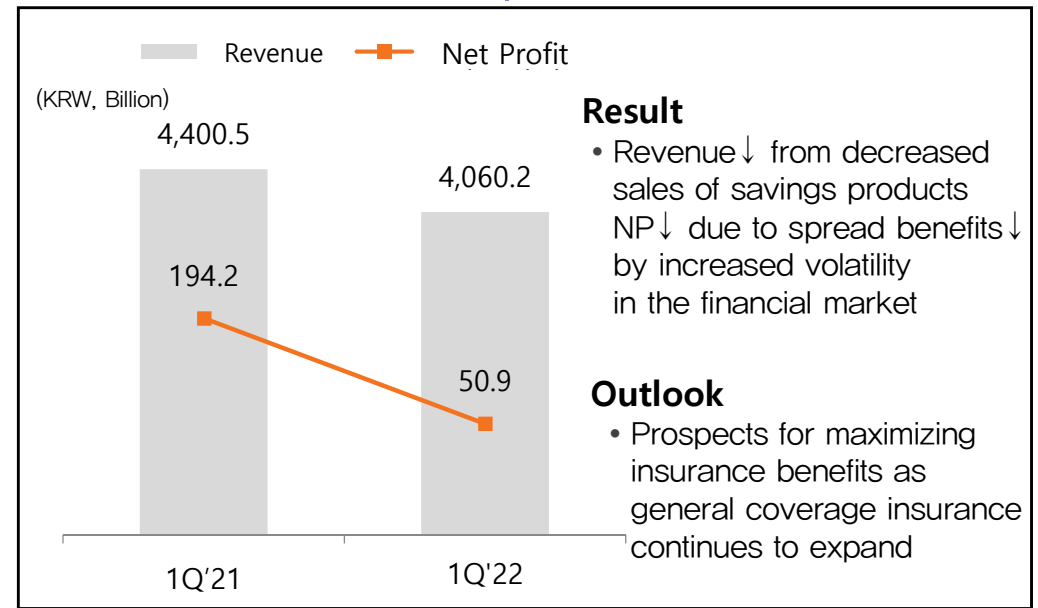 Revenue
Net Profit
(KRW, Billion)
4,400.5
4,060.2
194.2
50.9
1Q’21
1Q'22
Result
• Revenue↓ from decreased
sales of savings products
NP↓ due to spread benefits↓
by increased volatility
in the financial market
Outlook
• Prospects for maximizing
insurance benefits as
general coverage insurance
continues to expand